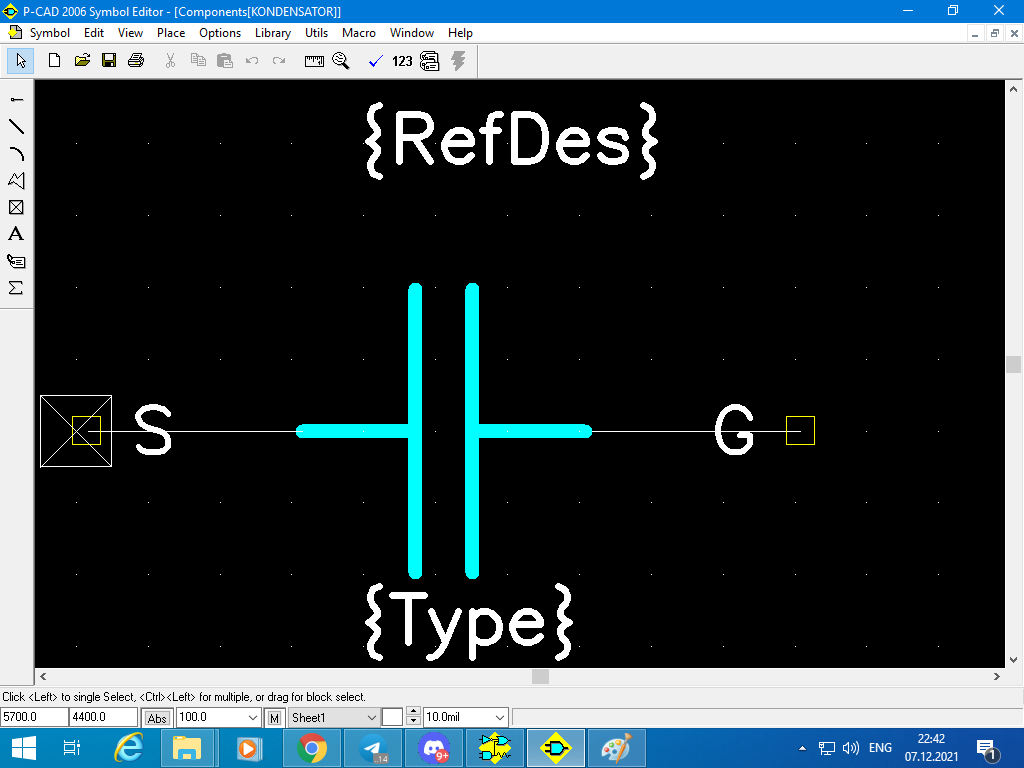 P-CAD 2006 Symbol Editor - [Components[KONDENSATOR]]
Symbol Edit View Place Options Library Utils Macro Window Help
123
A
{RefDes}
S G
{Type}
Click <Left> to single Select, <Ctrl><Left> for multiple, or drag for block select.
5700.0 4400.0 Abs 100.0 M Sheet1 10.0mil
.14 9+ ENG 22:42 1
07.12.2021